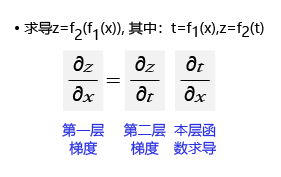 • 求导z=f₂(f₁(x)), 其中：t=f₁(x),z=f₂(t)
∂z/∂x = ∂z/∂t ∂t/∂x
第一层 第二层 本层函
梯度 梯度 数求导